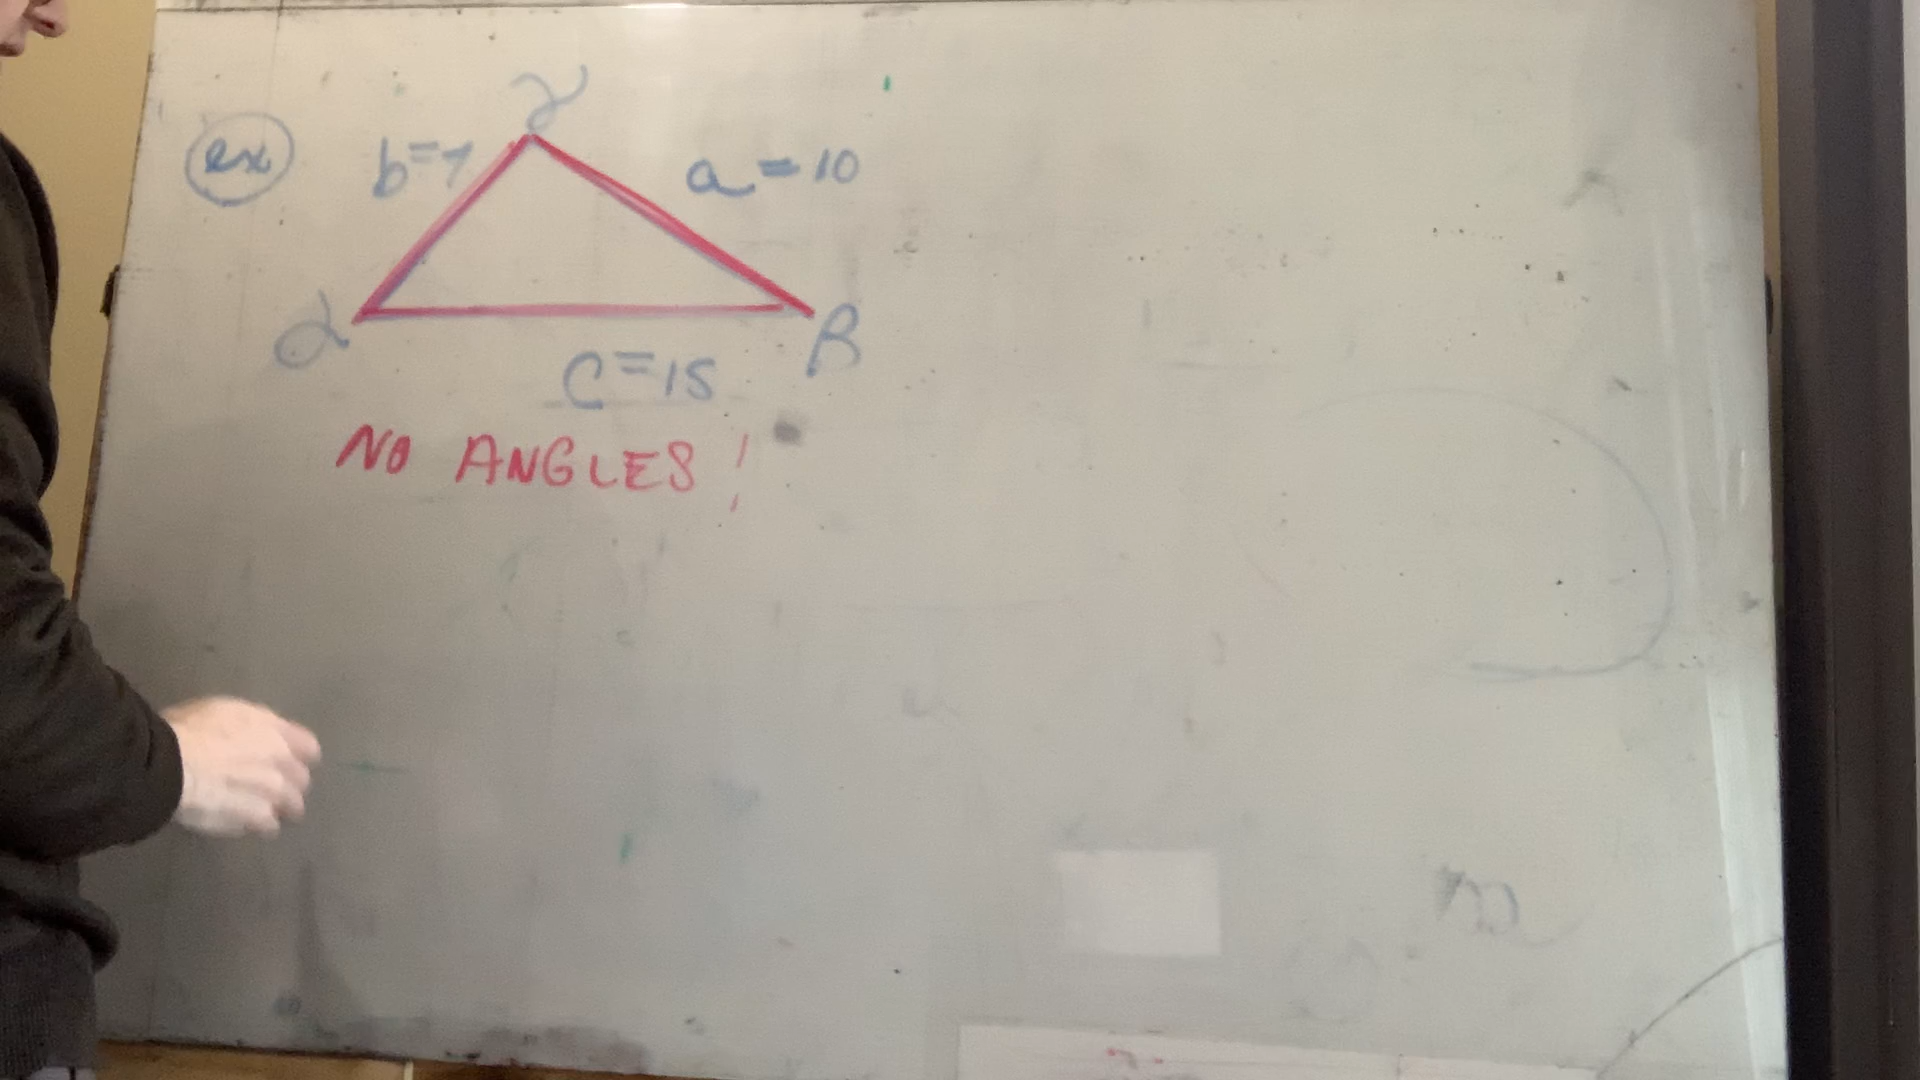 γ
ex b=7 a=10
α β
c=15
NO ANGLES!